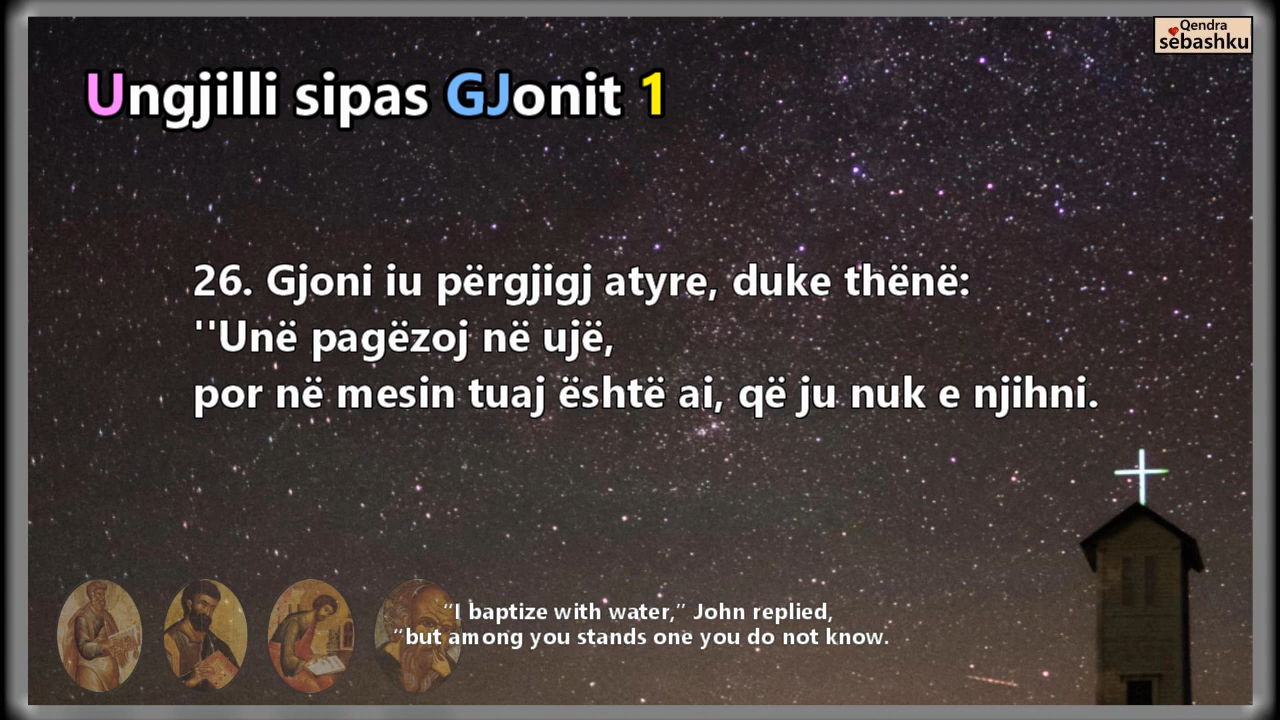 Qendra
sebashku
Ungjilli sipas GJonit 1
26. Gjoni iu përgjigj atyre, duke thënë:
''Unë pagëzoj në ujë,
por në mesin tuaj është ai, që ju nuk e njihni.
“I baptize with water,” John replied,
“but among you stands one you do not know.